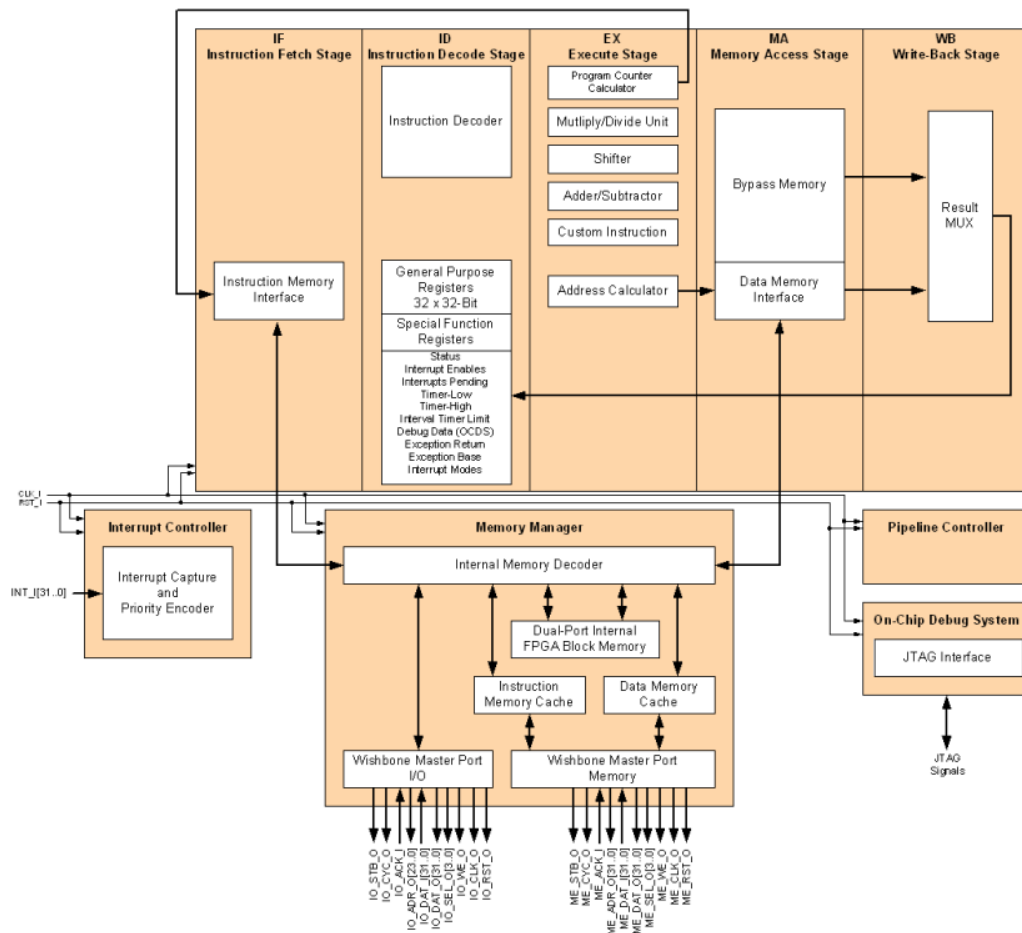 IF
Instruction Fetch Stage
ID
Instruction Decode Stage
EX
Execute Stage
MA
Memory Access Stage
WB
Write-Back Stage
Instruction Decoder
Program Counter
Calculator
Mutliply/Divide Unit
Shifter
Adder/Subtractor
Custom Instruction
Address Calculator
Bypass Memory
Data Memory
Interface
Result
MUX
Instruction Memory
Interface
General Purpose
Registers
32 x 32-Bit
Special Function
Registers
Status
Interrupt Enables
Interrupts Pending
Timer-Low
Timer-High
Interval Timer Limit
Debug Data (OCDS)
Exception Return
Exception Base
Interrupt Modes
CLK_I
RST_I
Interrupt Controller
Interrupt Capture
and
Priority Encoder
INT_I[31..0]
Memory Manager
Internal Memory Decoder
Dual-Port Internal
FPGA Block Memory
Instruction
Memory Cache
Data Memory
Cache
Wishbone Master Port
I/O
Wishbone Master Port
Memory
Pipeline Controller
On-Chip Debug System
JTAG Interface
JTAG
Signals
IO_STB_O
IO_CYC_O
IO_ACK_I
IO_ADR_O[23..0]
IO_DAT_I[31..0]
IO_DAT_O[31..0]
IO_SEL_O[3..0]
IO_WE_O
IO_CLK_O
IO_RST_O
ME_STB_O
ME_CYC_O
ME_ACK_I
ME_ADR_O[31..0]
ME_DAT_I[31..0]
ME_DAT_O[31..0]
ME_SEL_O[3..0]
ME_WE_O
ME_CLK_O
ME_RST_O